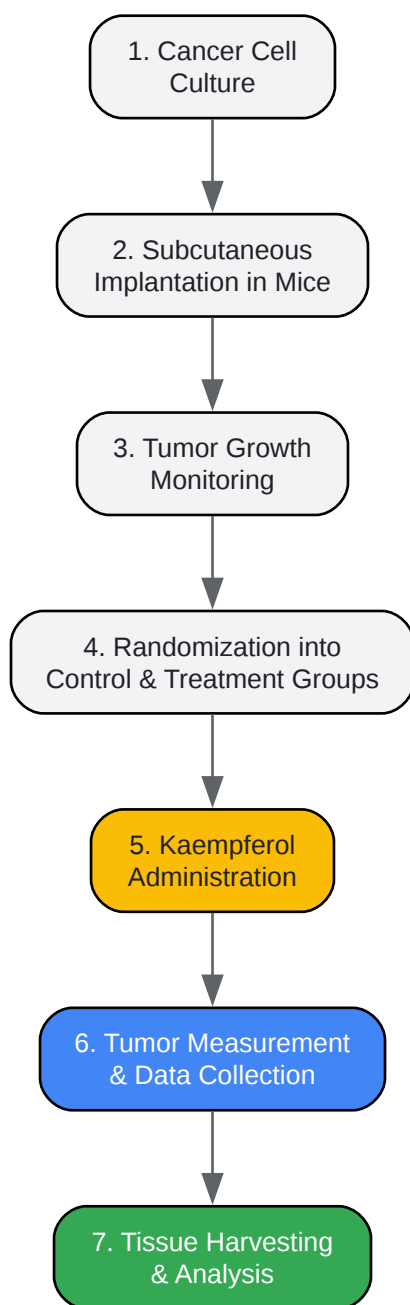 1. Cancer Cell
Culture
2. Subcutaneous
Implantation in Mice
3. Tumor Growth
Monitoring
4. Randomization into
Control & Treatment Groups
5. Kaempferol
Administration
6. Tumor Measurement
& Data Collection
7. Tissue Harvesting
& Analysis